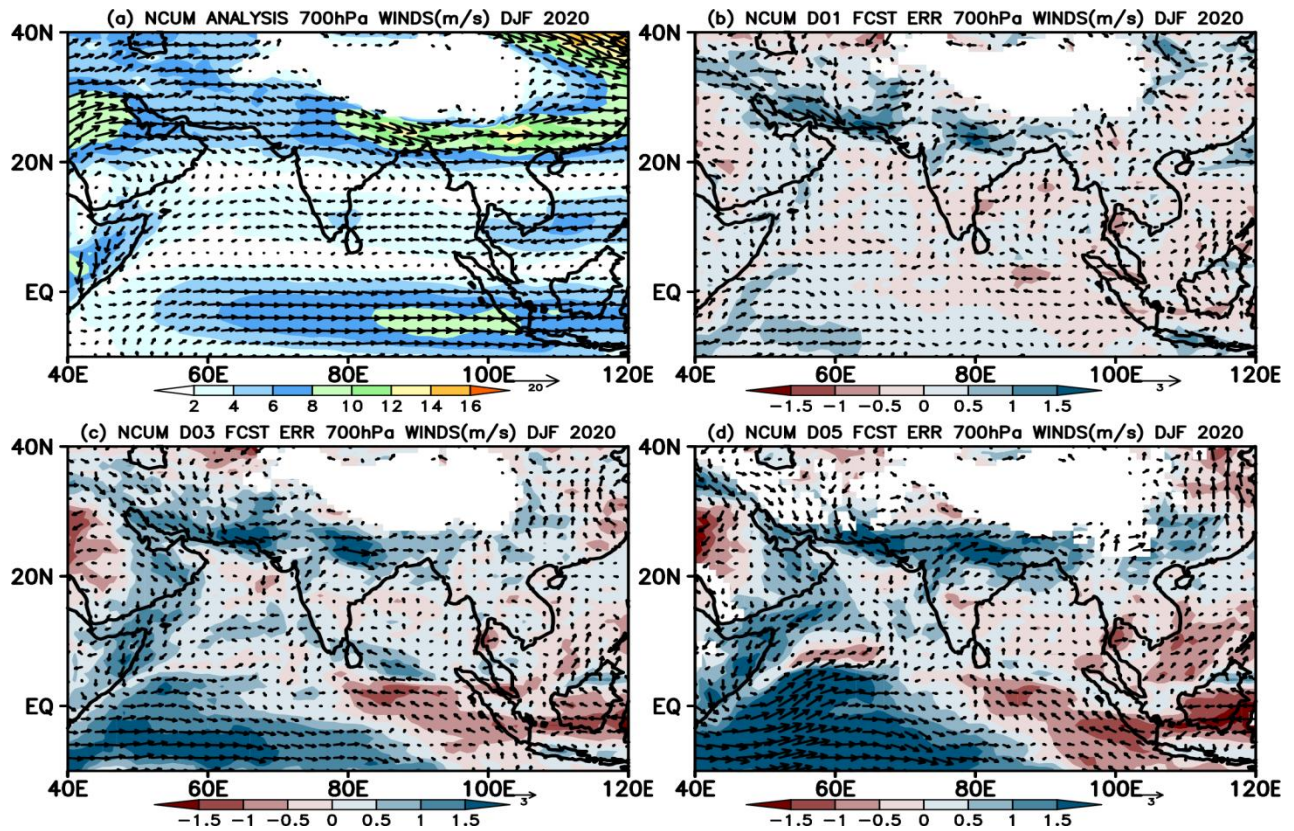 (a) NCUM ANALYSIS 700hPa WINDS(m/s) DJF 2020
40N
20N
EQ
40E 60E 80E 100E 120E
2 4 6 8 10 12 14 16
20
(b) NCUM D01 FCST ERR 700hPa WINDS(m/s) DJF 2020
40N
20N
EQ
40E 60E 80E 100E 120E
-1.5 -1 -0.5 0 0.5 1 1.5
3
(c) NCUM D03 FCST ERR 700hPa WINDS(m/s) DJF 2020
40N
20N
EQ
40E 60E 80E 100E 120E
-1.5 -1 -0.5 0 0.5 1 1.5
3
(d) NCUM D05 FCST ERR 700hPa WINDS(m/s) DJF 2020
40N
20N
EQ
40E 60E 80E 100E 120E
-1.5 -1 -0.5 0 0.5 1 1.5
3